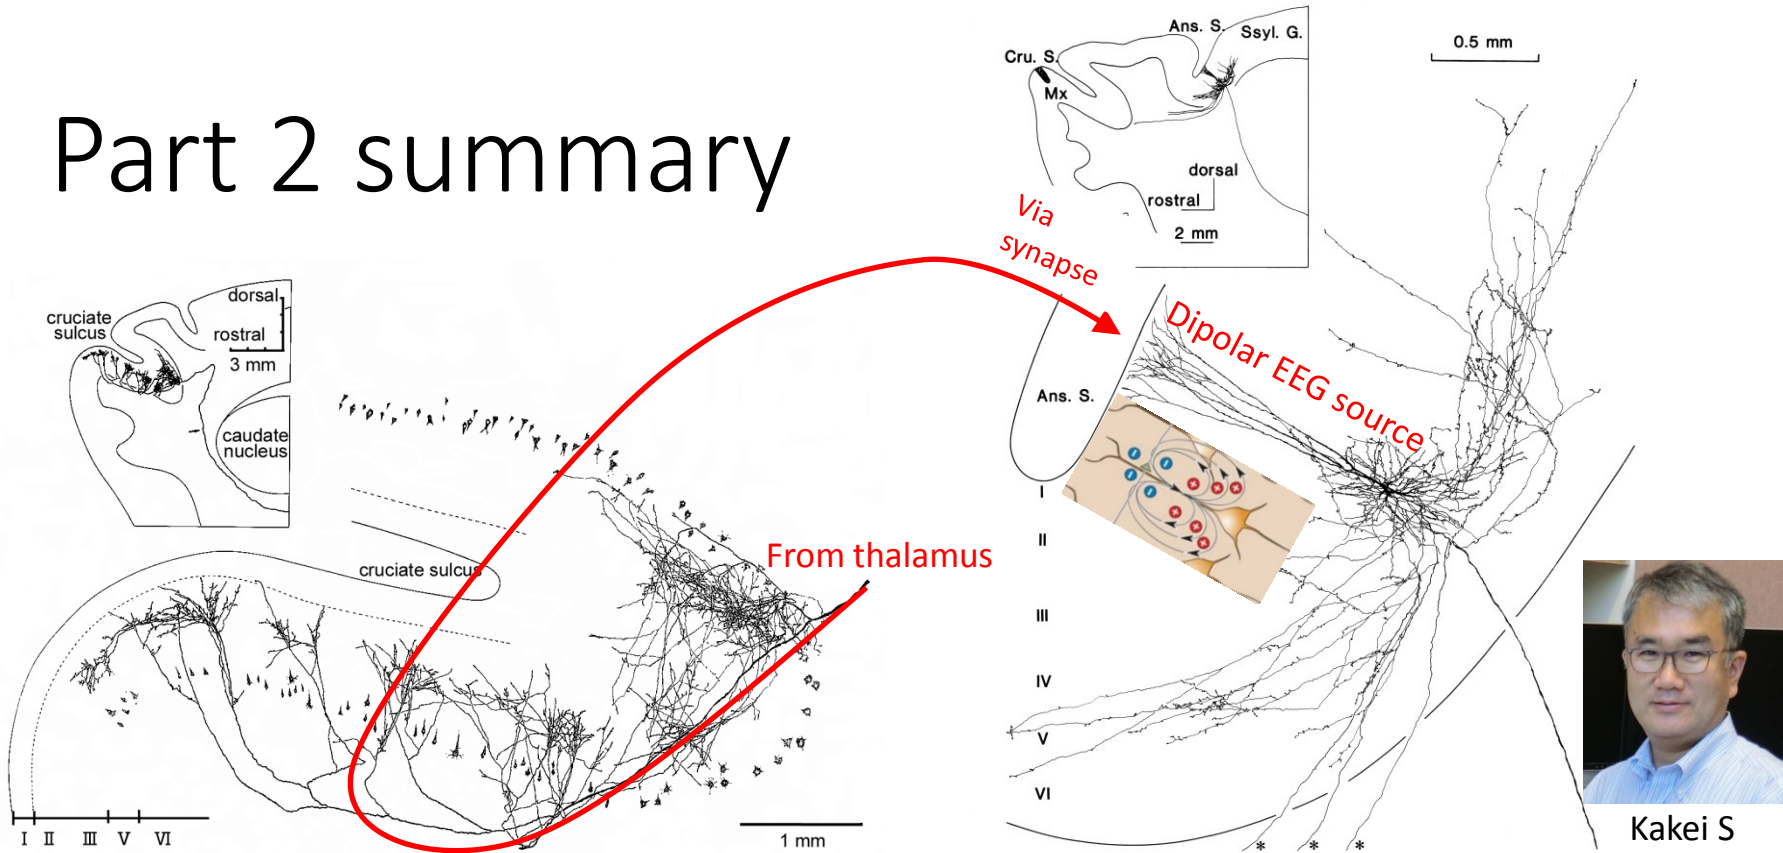 Part 2 summary
cruciate
sulcus
dorsal
rostral
3 mm
caudate
nucleus
cruciate sulcus
From thalamus
I II III V VI
1 mm
Ans. S.
Ssyl. G.
Cru. S.
Mx
dorsal
rostral
2 mm
0.5 mm
Via
synapse
Dipolar EEG source
Ans. S.
I
II
III
IV
V
VI
* * *
Kakei S